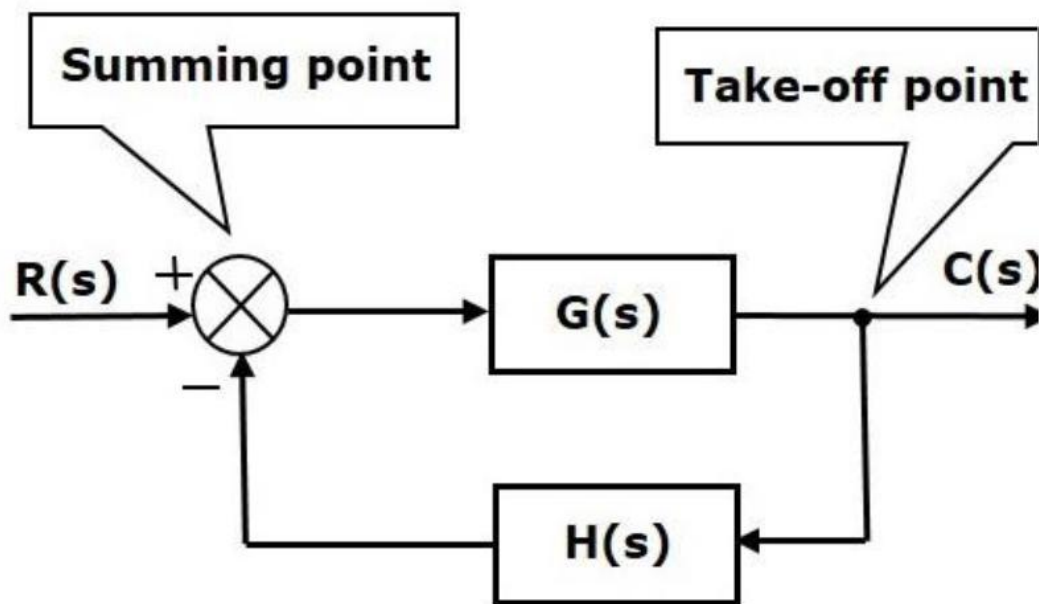 Summing point
Take-off point
R(s)
+
G(s)
C(s)
−
H(s)